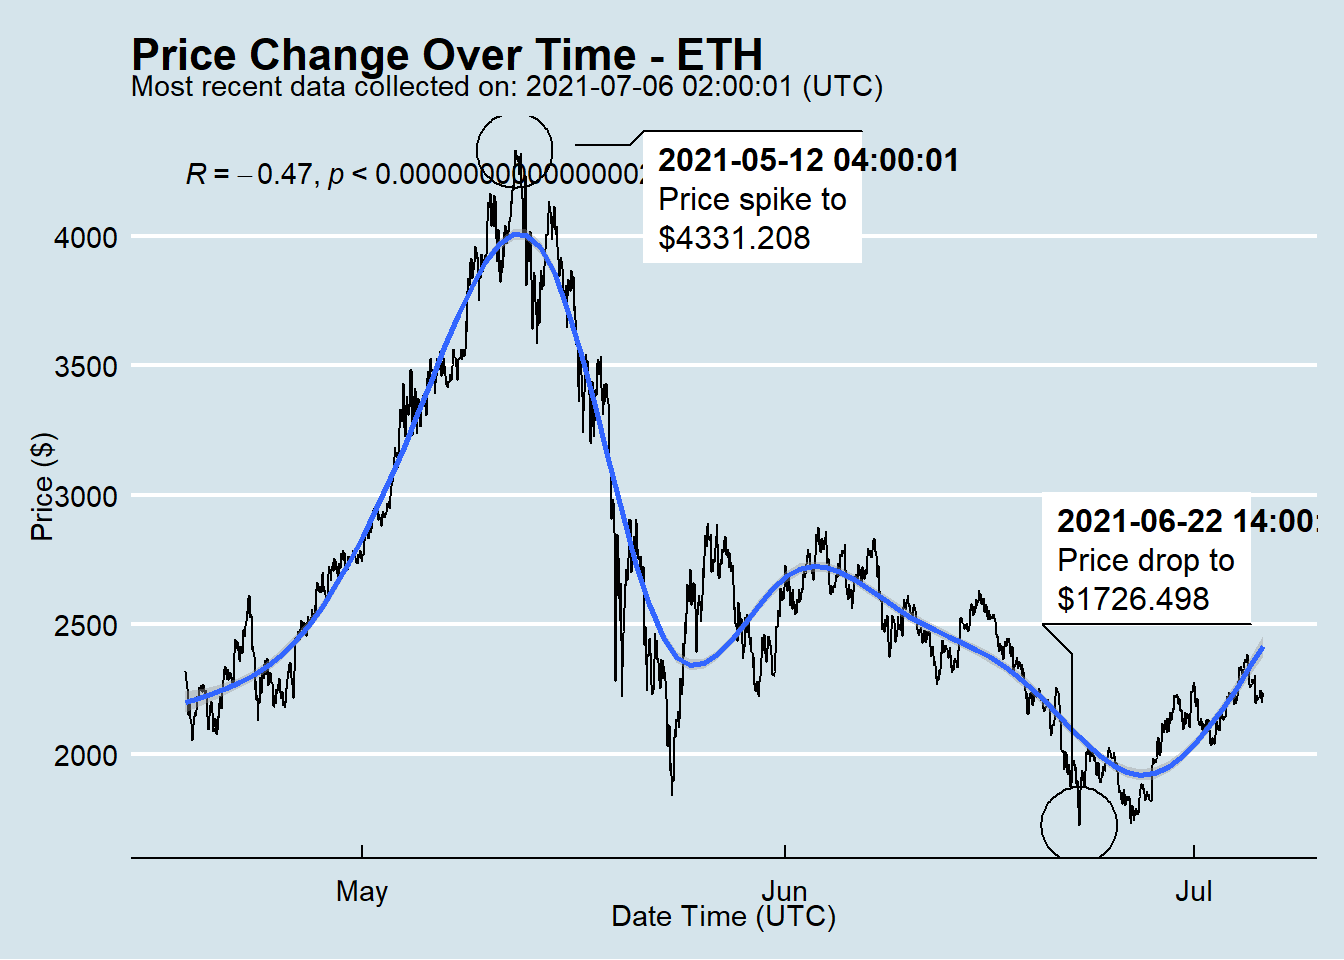 Price Change Over Time - ETH
Most recent data collected on: 2021-07-06 02:00:01 (UTC)
R = −0.47, p < 0.000000000000000
2021-05-12 04:00:01
Price spike to
$4331.208
4000
3500
3000
2500
2000
Price ($)
2021-06-22 14:00:
Price drop to
$1726.498
May
Jun
Jul
Date Time (UTC)